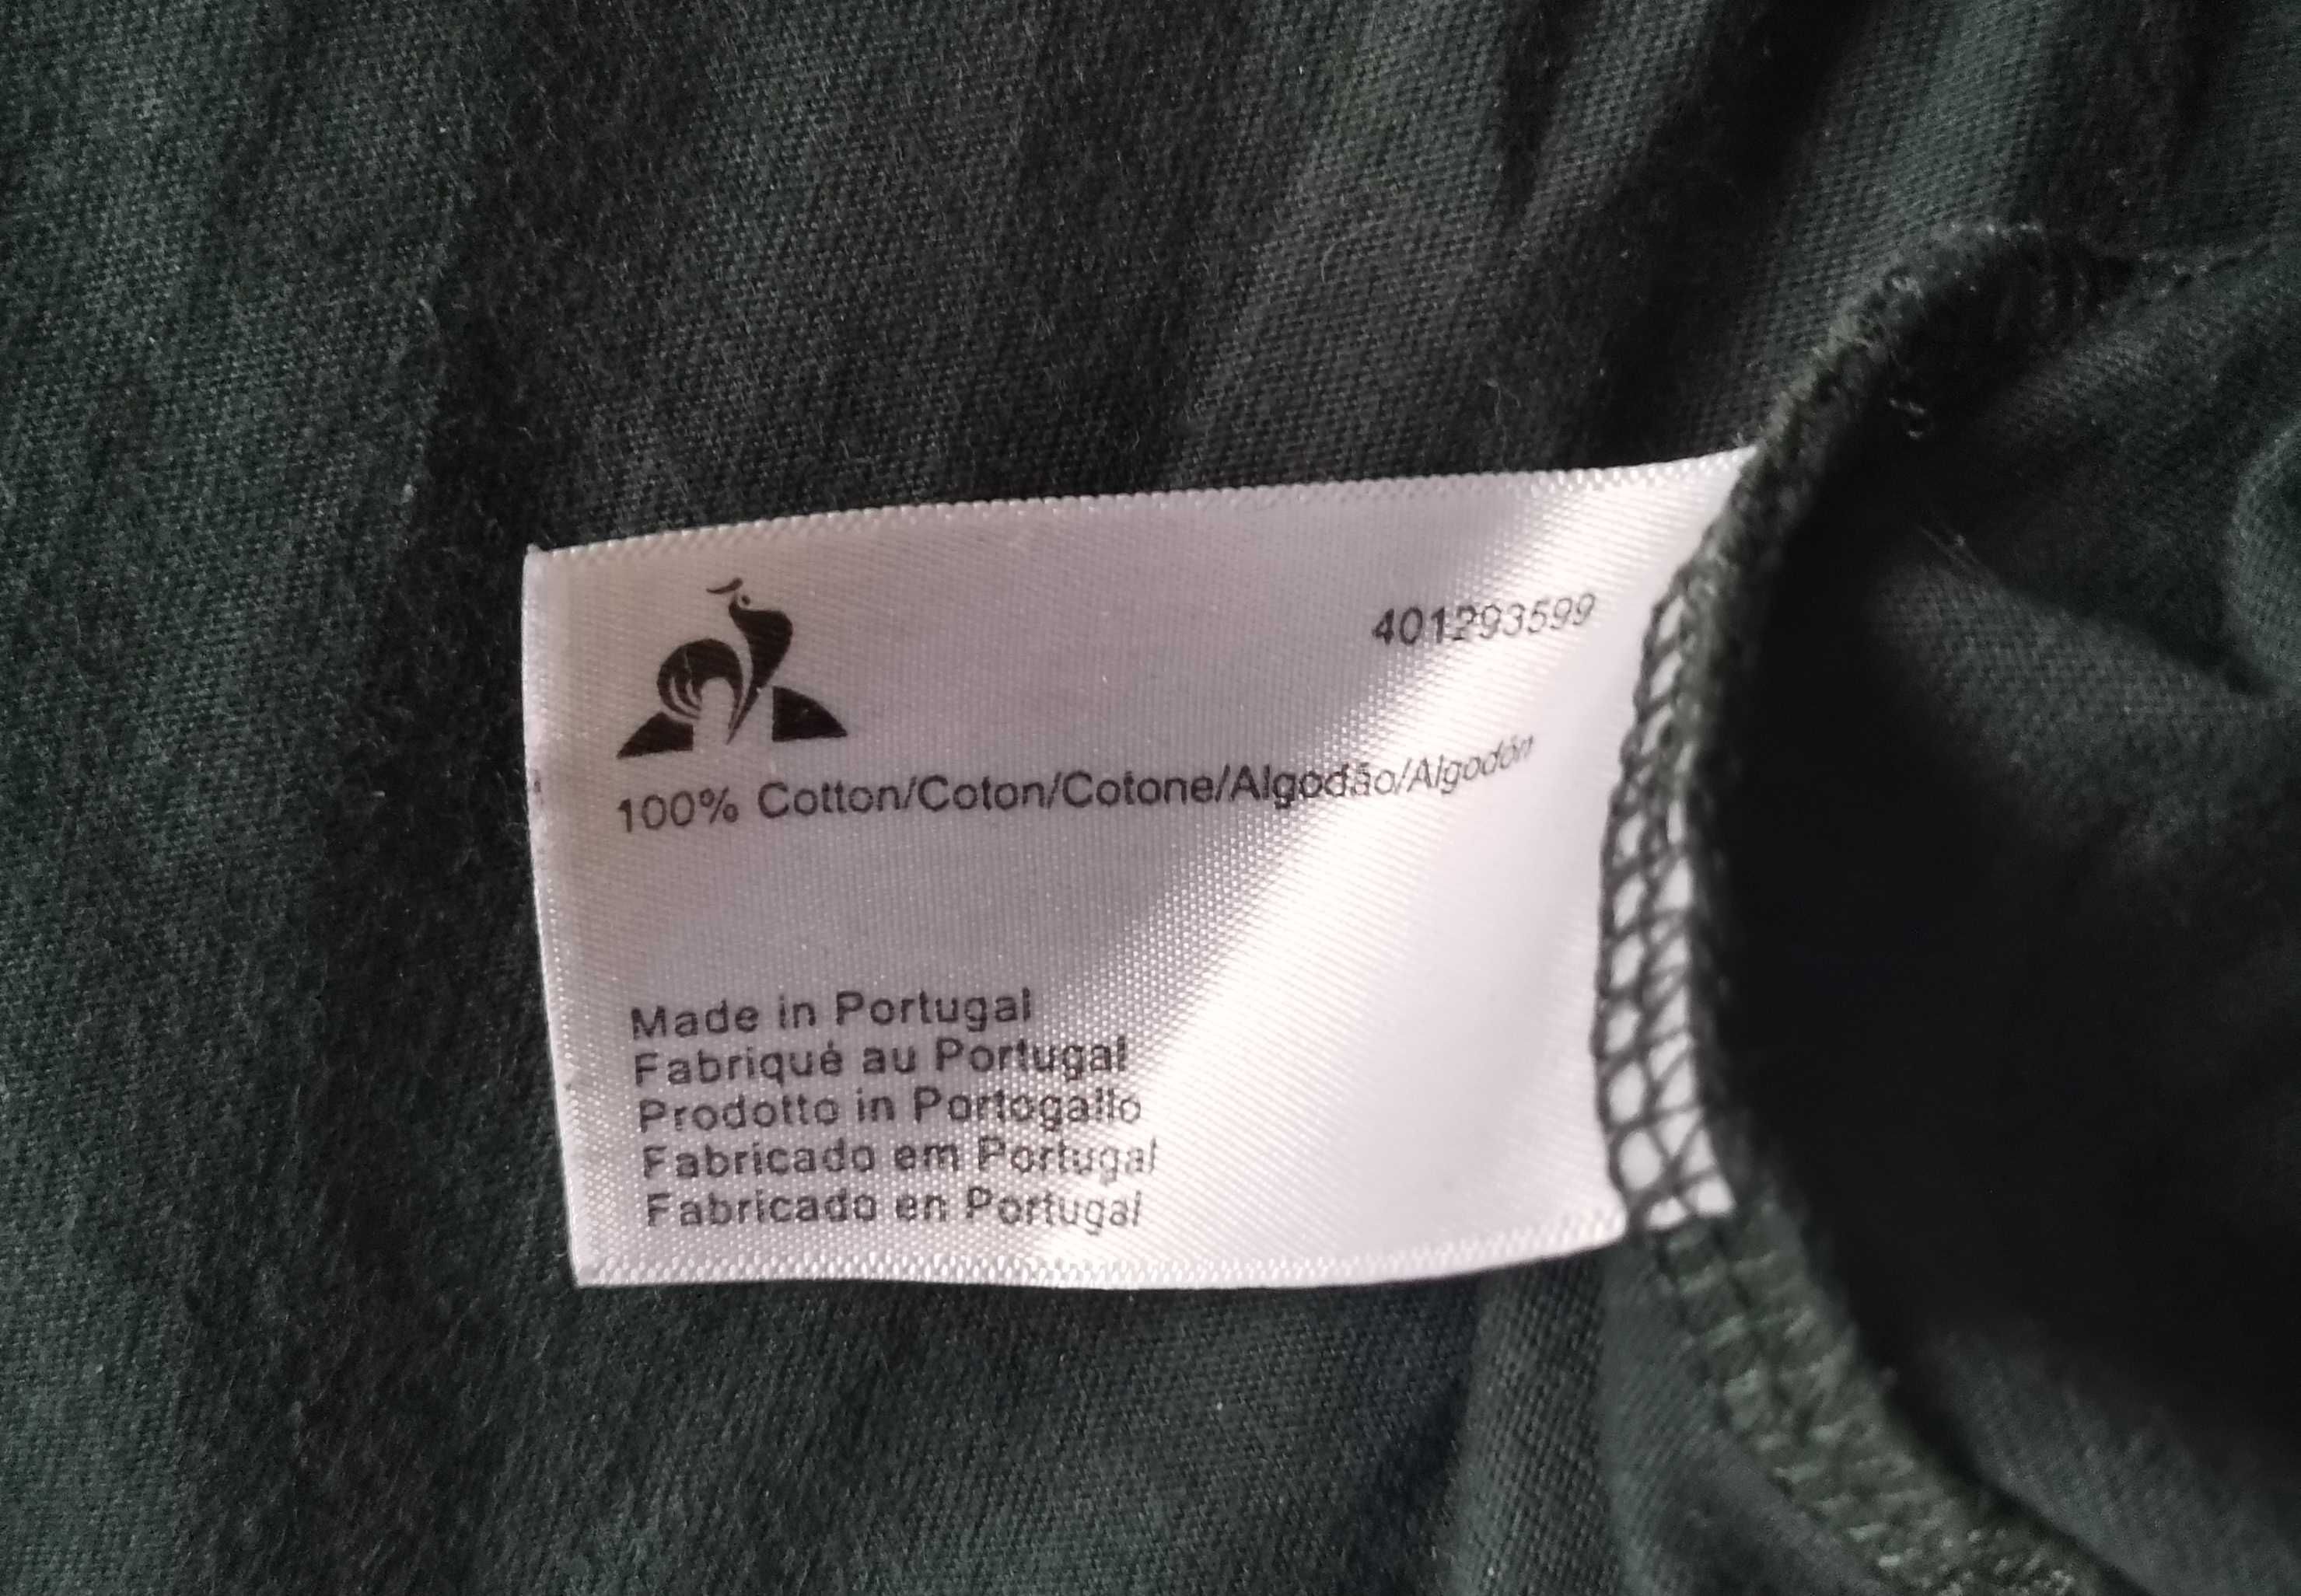 401293599
100% Cotton/Coton/Cotone/Algodão/Algodón
Made in Portugal
Fabriqué au Portugal
Prodotto in Portogallo
Fabricado em Portugal
Fabricado en Portugal